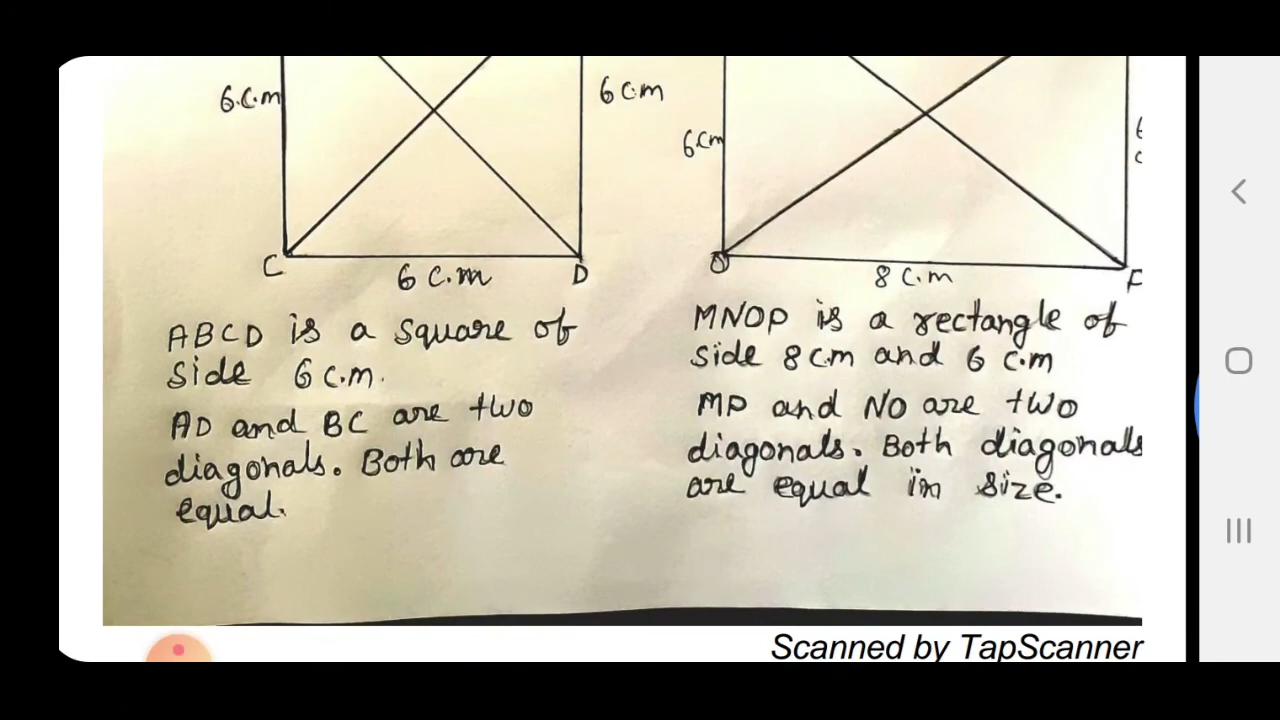 6.c.m
6 cm
6cm
6
c
C
6 c.m
D
O
8 c.m
P
ABCD is a square of
side 6 c.m.
AD and BC are two
diagonals. Both are
equal.
MNOP is a rectangle of
side 8 cm and 6 c.m
MP and NO are two
diagonals. Both diagonals
are equal in size.
Scanned by TapScanner